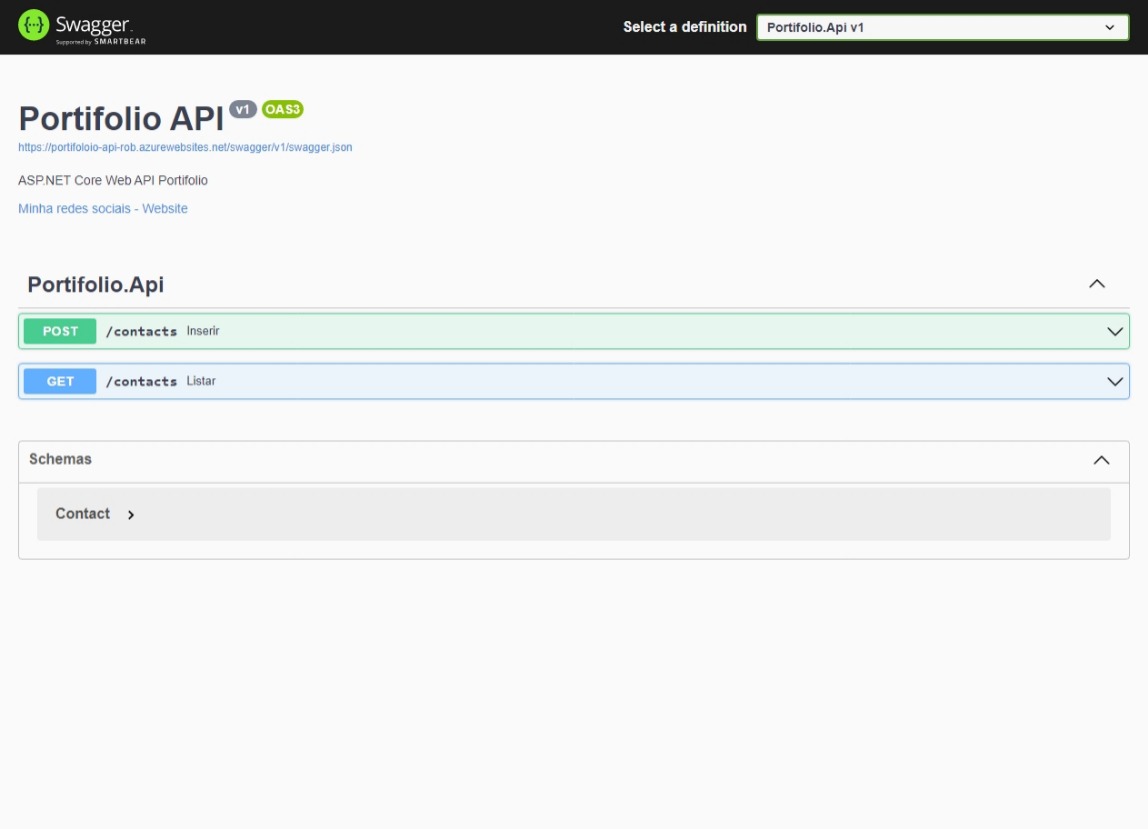 {···} Swagger.
Supported by SMARTBEAR
Select a definition
Portifolio.Api v1
Portifolio API v1 OAS3
https://portifoloio-api-rob.azurewebsites.net/swagger/v1/swagger.json
ASP.NET Core Web API Portifolio
Minha redes sociais - Website
Portifolio.Api
POST /contacts Inserir
GET /contacts Listar
Schemas
Contact